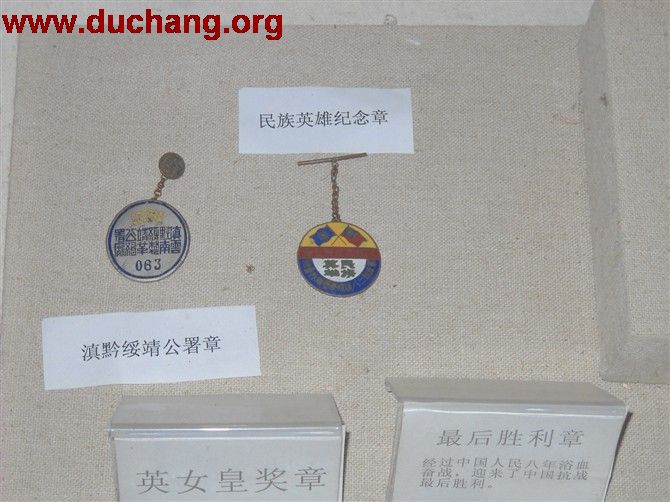 www.duchang.org
民族英雄纪念章
063
滇黔绥靖公署章
英女皇奖章
最后胜利章
经过中国人民八年浴血
奋战，迎来了中国抗战
最后胜利。